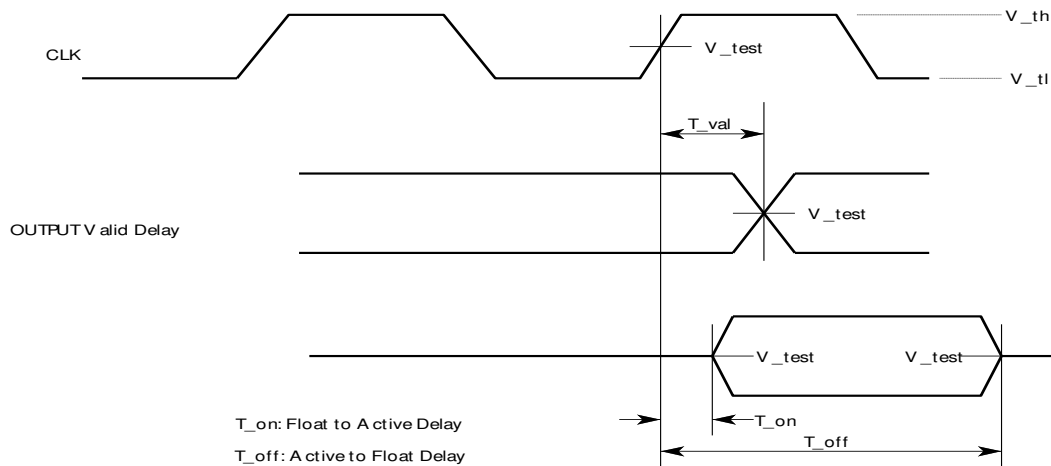 V_th
CLK
V_test
V_tl
T_val
V_test
OUTPUT Valid Delay
V_test
V_test
T_on: Float to Active Delay
T_on
T_off
T_off: Active to Float Delay